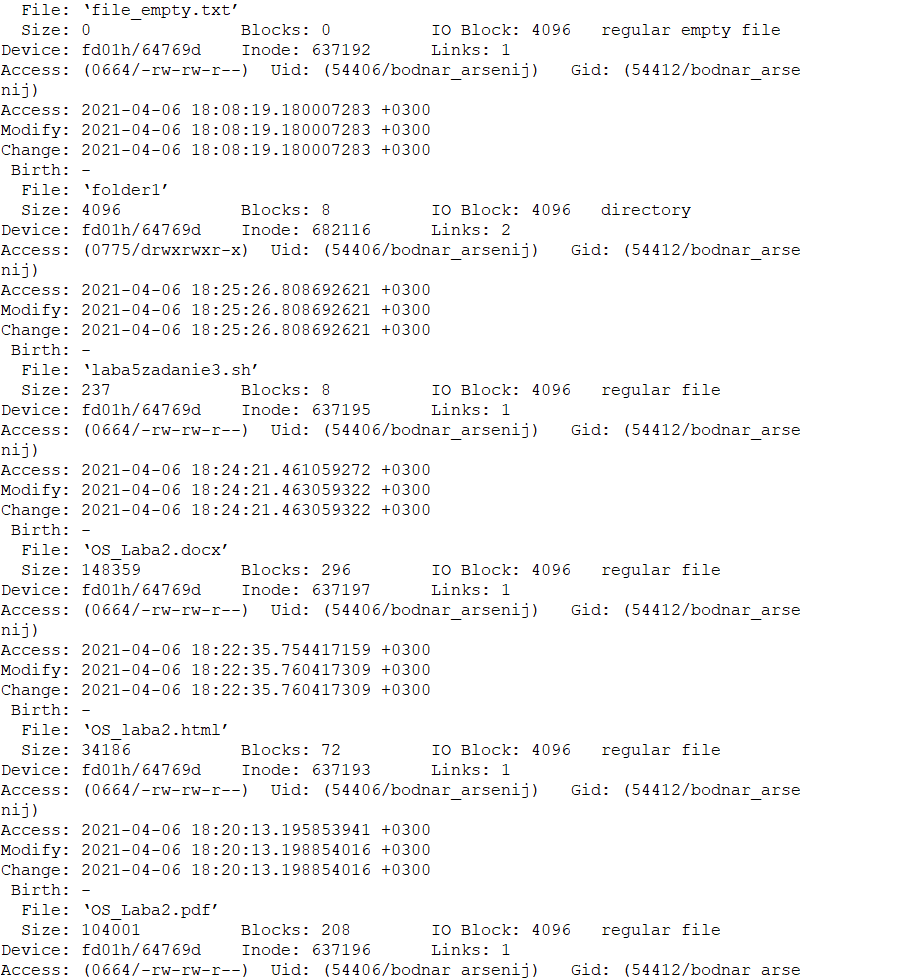 File: ‘file_empty.txt’
  Size: 0               Blocks: 0          IO Block: 4096   regular empty file
Device: fd01h/64769d    Inode: 637192      Links: 1
Access: (0664/-rw-rw-r--)  Uid: (54406/bodnar_arsenij)   Gid: (54412/bodnar_arse
nij)
Access: 2021-04-06 18:08:19.180007283 +0300
Modify: 2021-04-06 18:08:19.180007283 +0300
Change: 2021-04-06 18:08:19.180007283 +0300
 Birth: -
  File: ‘folder1’
  Size: 4096            Blocks: 8          IO Block: 4096   directory
Device: fd01h/64769d    Inode: 682116      Links: 2
Access: (0775/drwxrwxr-x)  Uid: (54406/bodnar_arsenij)   Gid: (54412/bodnar_arse
nij)
Access: 2021-04-06 18:25:26.808692621 +0300
Modify: 2021-04-06 18:25:26.808692621 +0300
Change: 2021-04-06 18:25:26.808692621 +0300
 Birth: -
  File: ‘laba5zadanie3.sh’
  Size: 237             Blocks: 8          IO Block: 4096   regular file
Device: fd01h/64769d    Inode: 637195      Links: 1
Access: (0664/-rw-rw-r--)  Uid: (54406/bodnar_arsenij)   Gid: (54412/bodnar_arse
nij)
Access: 2021-04-06 18:24:21.461059272 +0300
Modify: 2021-04-06 18:24:21.463059322 +0300
Change: 2021-04-06 18:24:21.463059322 +0300
 Birth: -
  File: ‘OS_Laba2.docx’
  Size: 148359          Blocks: 296        IO Block: 4096   regular file
Device: fd01h/64769d    Inode: 637197      Links: 1
Access: (0664/-rw-rw-r--)  Uid: (54406/bodnar_arsenij)   Gid: (54412/bodnar_arse
nij)
Access: 2021-04-06 18:22:35.754417159 +0300
Modify: 2021-04-06 18:22:35.760417309 +0300
Change: 2021-04-06 18:22:35.760417309 +0300
 Birth: -
  File: ‘OS_laba2.html’
  Size: 34186           Blocks: 72         IO Block: 4096   regular file
Device: fd01h/64769d    Inode: 637193      Links: 1
Access: (0664/-rw-rw-r--)  Uid: (54406/bodnar_arsenij)   Gid: (54412/bodnar_arse
nij)
Access: 2021-04-06 18:20:13.195853941 +0300
Modify: 2021-04-06 18:20:13.198854016 +0300
Change: 2021-04-06 18:20:13.198854016 +0300
 Birth: -
  File: ‘OS_Laba2.pdf’
  Size: 104001          Blocks: 208        IO Block: 4096   regular file
Device: fd01h/64769d    Inode: 637196      Links: 1
Access: (0664/-rw-rw-r--)  Uid: (54406/bodnar_arsenij)   Gid: (54412/bodnar_arse